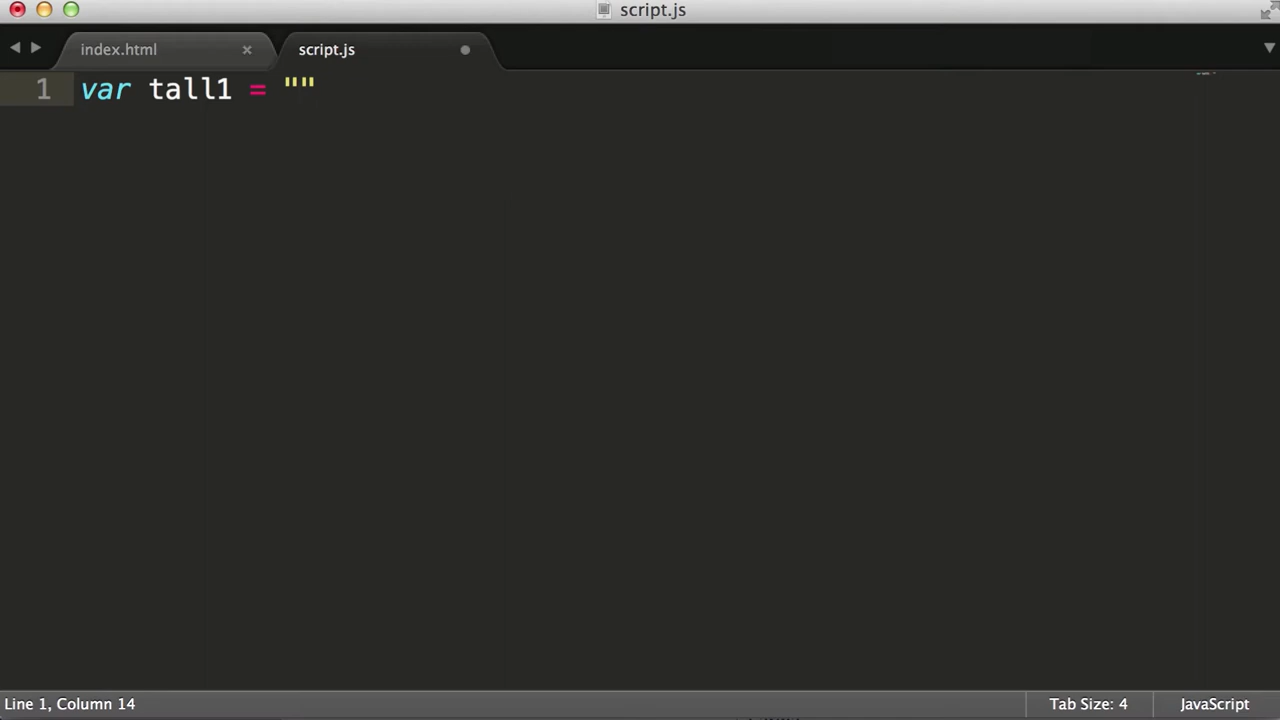 script.js
index.html
script.js
1 var tall1 = ""
Line 1, Column 14
Tab Size: 4
JavaScript